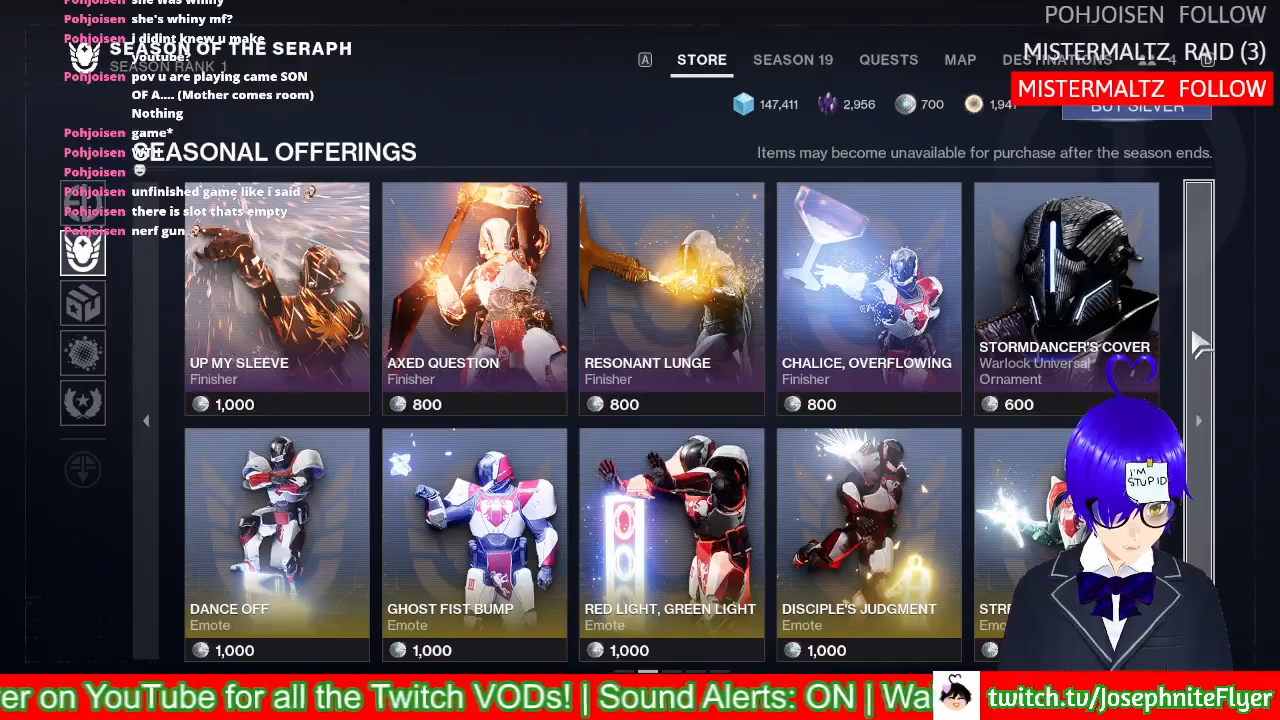 Pohjoisen she was whiny
Pohjoisen she's whiny mf?
Pohjoisen i didint knew u make
youtube?
Pohjoisen pov u are playing came SON
OF A.... (Mother comes room)
Nothing
Pohjoisen game*
Pohjoisen
Pohjoisen
Pohjoisen unfinished game like i said
Pohjoisen there is slot thats empty
Pohjoisen nerf gun
POHJOISEN FOLLOW
MISTERMALTZ RAID (3)
MISTERMALTZ FOLLOW
SEASON OF THE SERAPH
SEASON RANK 1
A STORE SEASON 19 QUESTS MAP DESTINATIONS 4 D
147,411 2,956 700 1,941
BUY SILVER
SEASONAL OFFERINGS
Items may become unavailable for purchase after the season ends.
UP MY SLEEVE
Finisher
1,000
AXED QUESTION
Finisher
800
RESONANT LUNGE
Finisher
800
CHALICE, OVERFLOWING
Finisher
800
STORMDANCER'S COVER
Warlock Universal
Ornament
600
DANCE OFF
Emote
1,000
GHOST FIST BUMP
Emote
1,000
RED LIGHT, GREEN LIGHT
Emote
1,000
DISCIPLE'S JUDGMENT
Emote
1,000
I'M
STUPID
er on YouTube for all the Twitch VODs! | Sound Alerts: ON | Wa
twitch.tv/JosephniteFlyer